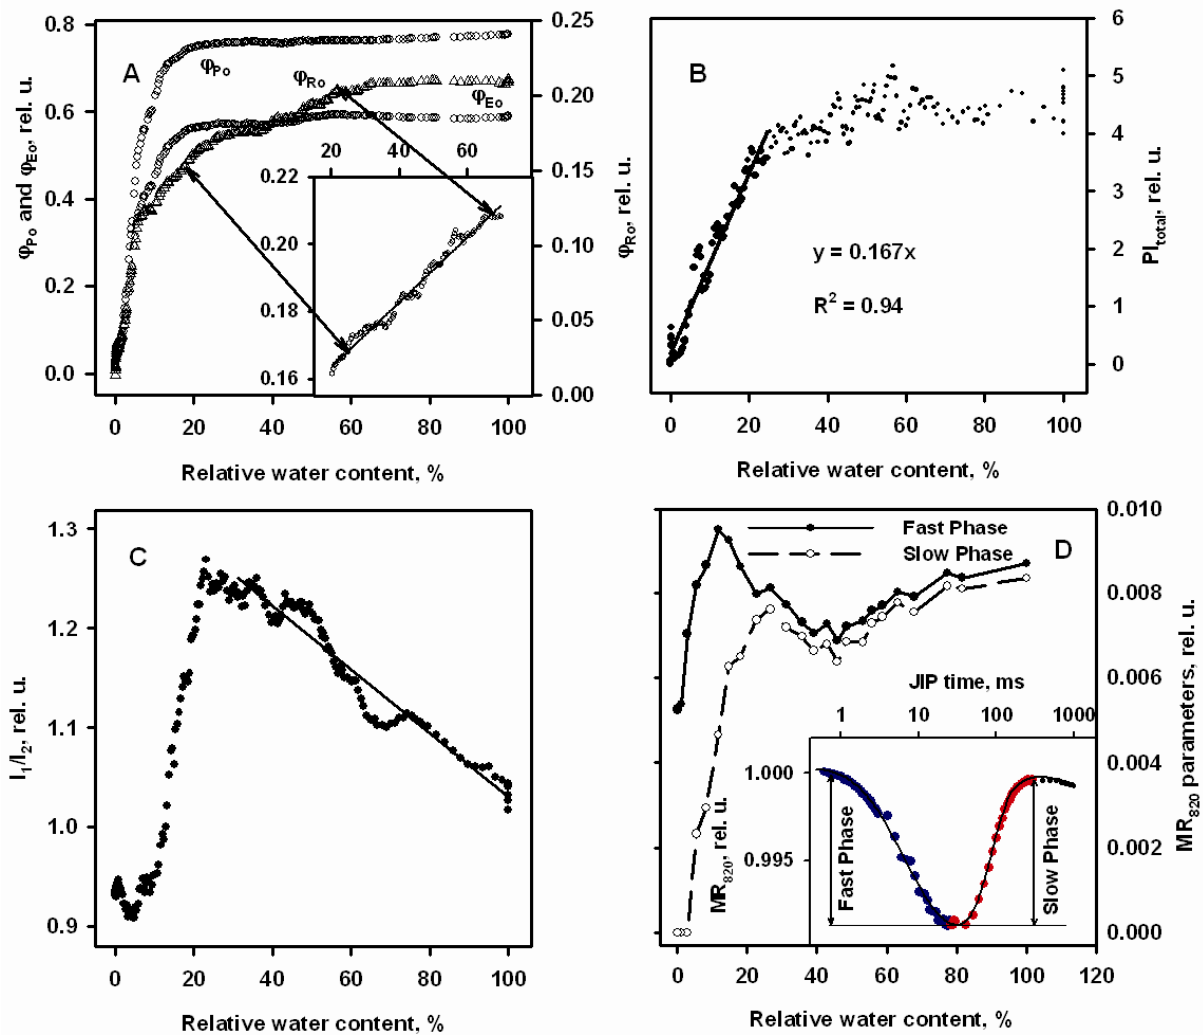 A
φPo
φRo
φEo
0.8
0.6
0.4
0.2
0.0
φPo and φEo, rel. u.
0.25
0.20
0.15
0.10
0.05
0.00
φRo, rel. u.
20 40 60
0.22
0.20
0.18
0.16
0 20 40 60 80 100
Relative water content, %
B
6
5
4
3
2
1
0
PItotal, rel. u.
y = 0.167x
R² = 0.94
0 20 40 60 80 100
Relative water content, %
C
1.3
1.2
1.1
1.0
0.9
I1/I2, rel. u.
0 20 40 60 80 100
Relative water content, %
D
Fast Phase
Slow Phase
0.010
0.008
0.006
0.004
0.002
0.000
MR820 parameters, rel. u.
JIP time, ms
1 10 100 1000
1.000
0.995
MR820, rel. u.
Fast Phase
Slow Phase
0 20 40 60 80 100 120
Relative water content, %